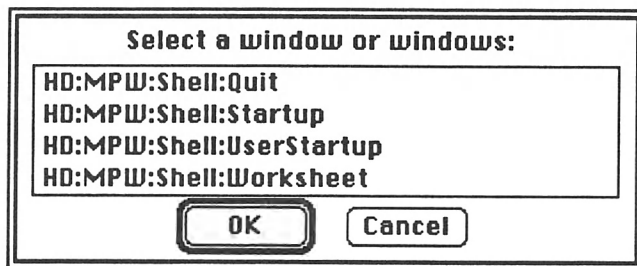 Select a window or windows:
HD:MPW:Shell:Quit
HD:MPW:Shell:Startup
HD:MPW:Shell:UserStartup
HD:MPW:Shell:Worksheet
OK Cancel